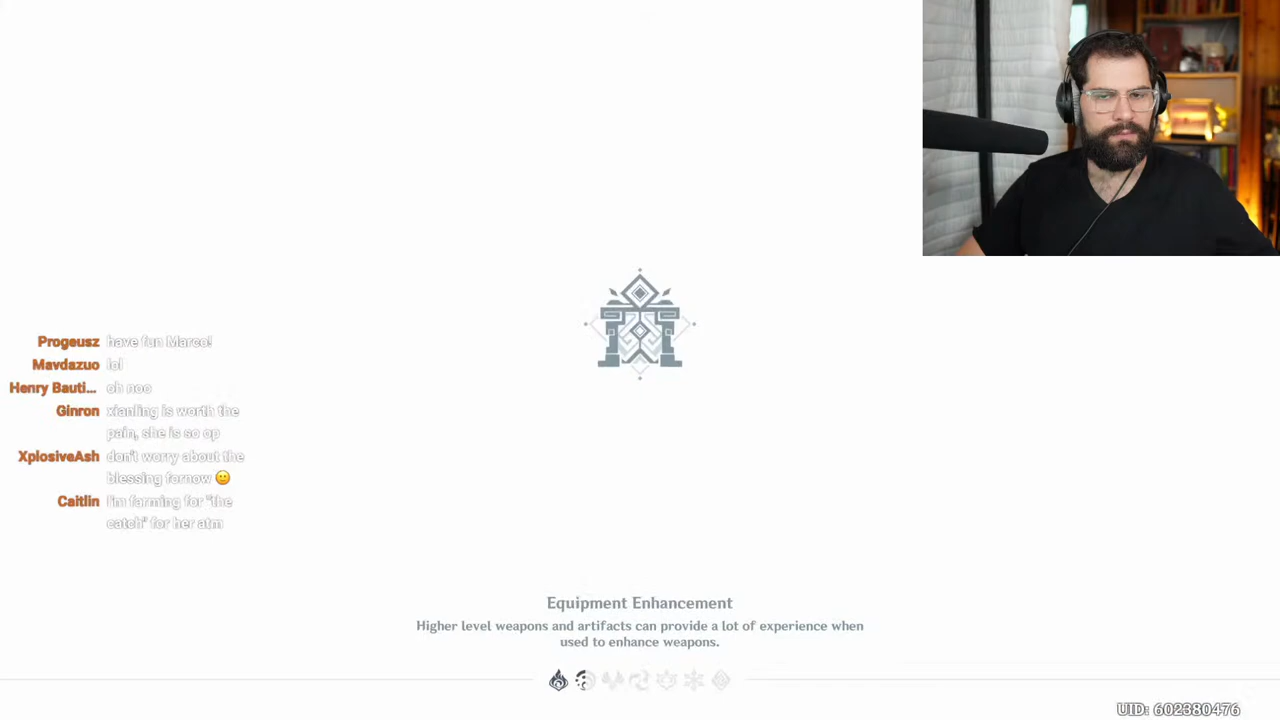 Progeusz have fun Marco!
Mavdazuo lol
Henry Bauti... oh noo
Ginron xianling is worth the
pain, she is so op
XplosiveAsh don't worry about the
blessing fornow 🙂
Caitlin I'm farming for "the
catch" for her atm
Equipment Enhancement
Higher level weapons and artifacts can provide a lot of experience when
used to enhance weapons.
UID: 602380476